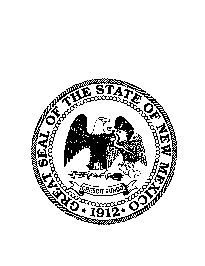 GREAT SEAL OF THE STATE OF NEW MEXICO
· 1912 ·